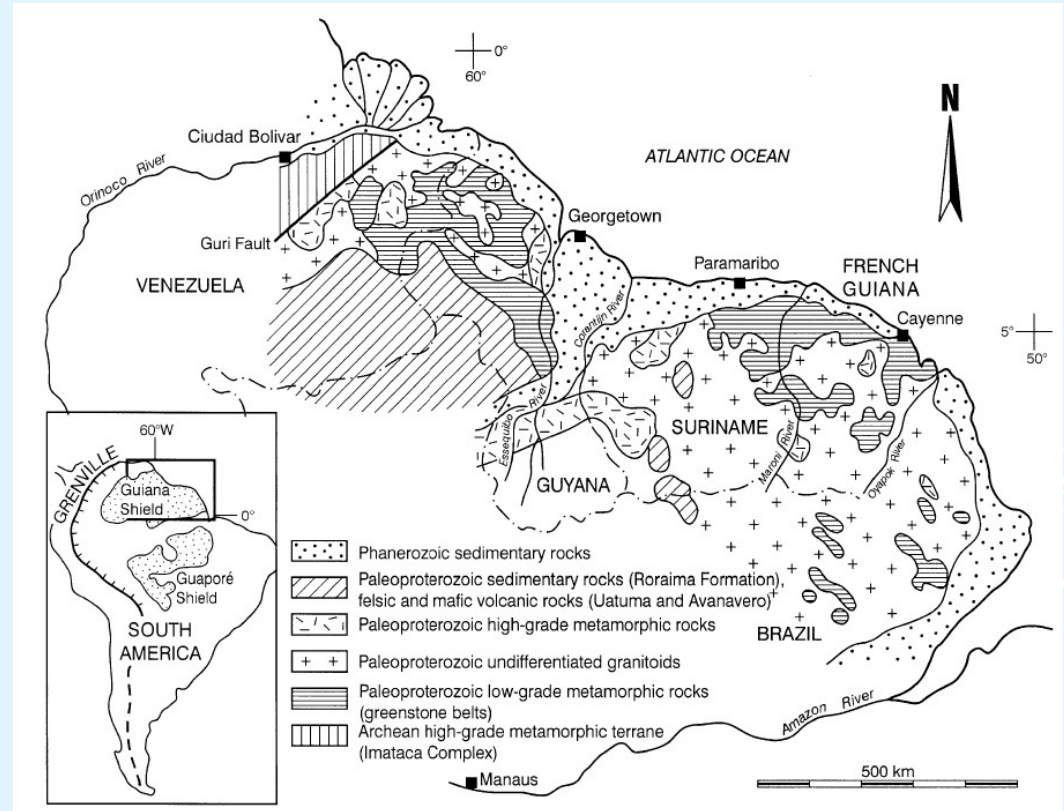 0°
60°
N
Ciudad Bolivar
ATLANTIC OCEAN
Orinoco River
Georgetown
Guri Fault
Paramaribo
FRENCH
GUIANA
VENEZUELA
Cayenne
Corentijn River
5°
50°
Essequibo River
SURINAME
Maroni River
Oyapok River
GUYANA
60°W
GRENVILLE
Guiana
Shield
0°
Guaporé
Shield
SOUTH
AMERICA
Phanerozoic sedimentary rocks
Paleoproterozoic sedimentary rocks (Roraima Formation),
felsic and mafic volcanic rocks (Uatuma and Avanavero)
Paleoproterozoic high-grade metamorphic rocks
Paleoproterozoic undifferentiated granitoids
Paleoproterozoic low-grade metamorphic rocks
(greenstone belts)
Archean high-grade metamorphic terrane
(Imataca Complex)
BRAZIL
Amazon River
Manaus
500 km